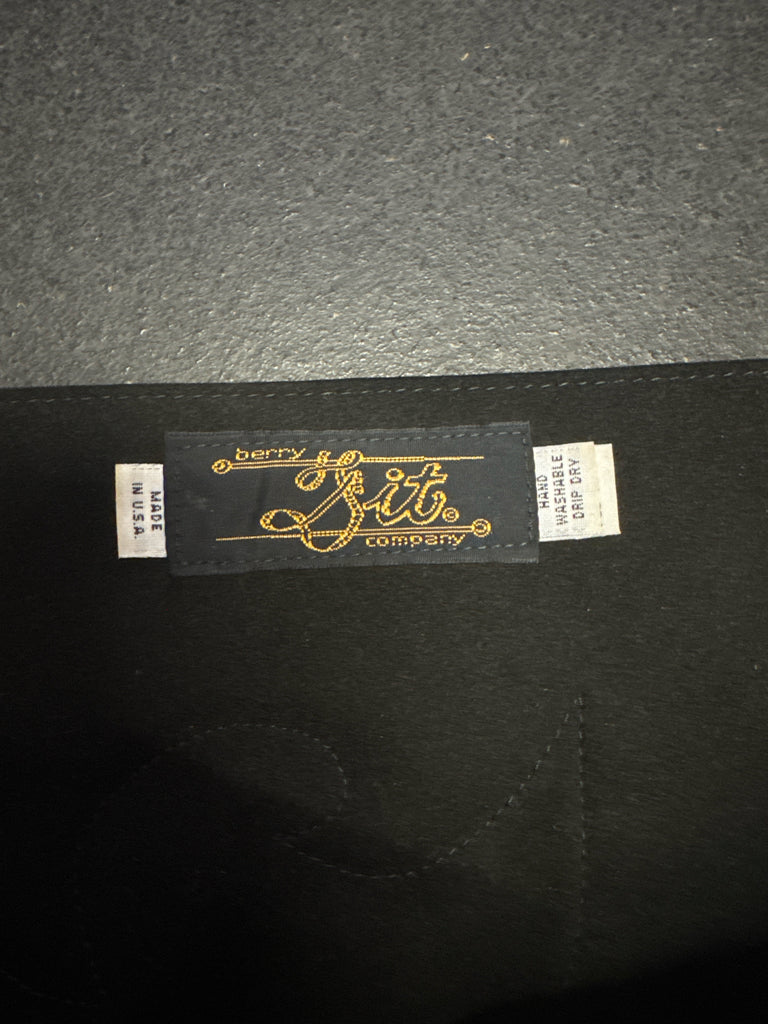 MADE
IN U.S.A.
berry
fit©
company
HAND
WASHABLE
DRIP DRY